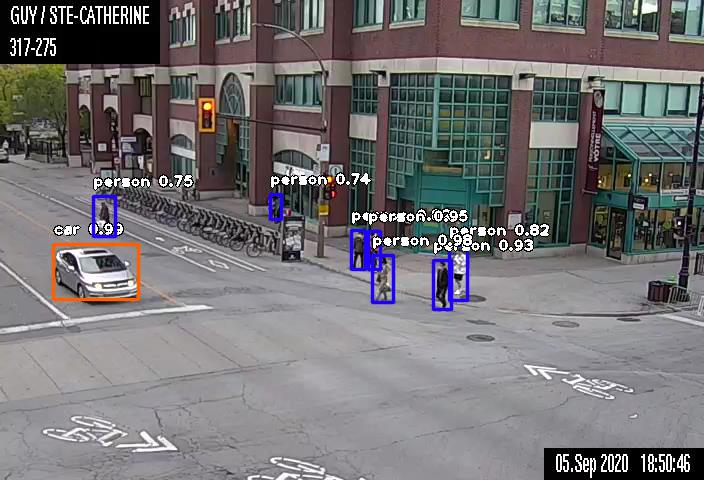 GUY / STE-CATHERINE
317-275
person 0.75
person 0.74
car 0.99
person 0.95
person 0.98
person 0.82
person 0.93
VOTRE
05.Sep 2020 18:50:46